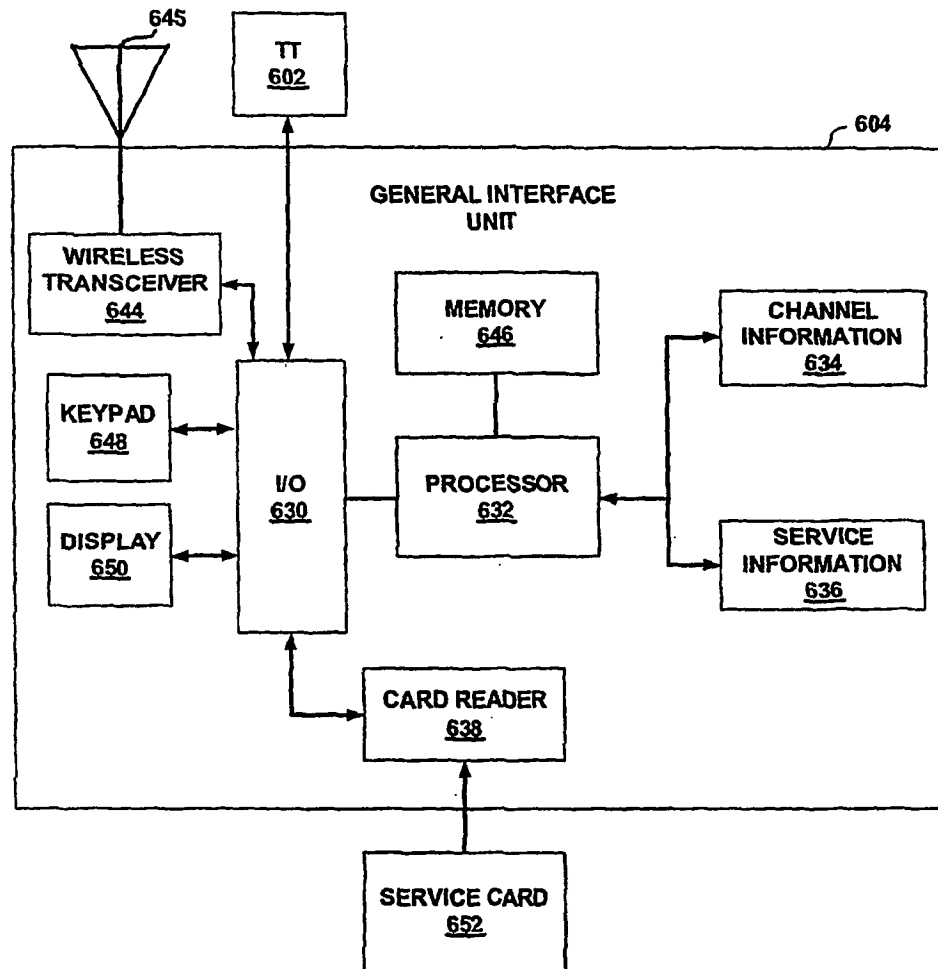 645
TT
602
604
GENERAL INTERFACE
UNIT
WIRELESS
TRANSCEIVER
644
MEMORY
646
CHANNEL
INFORMATION
634
KEYPAD
648
I/O
630
PROCESSOR
632
DISPLAY
650
SERVICE
INFORMATION
636
CARD READER
638
SERVICE CARD
652